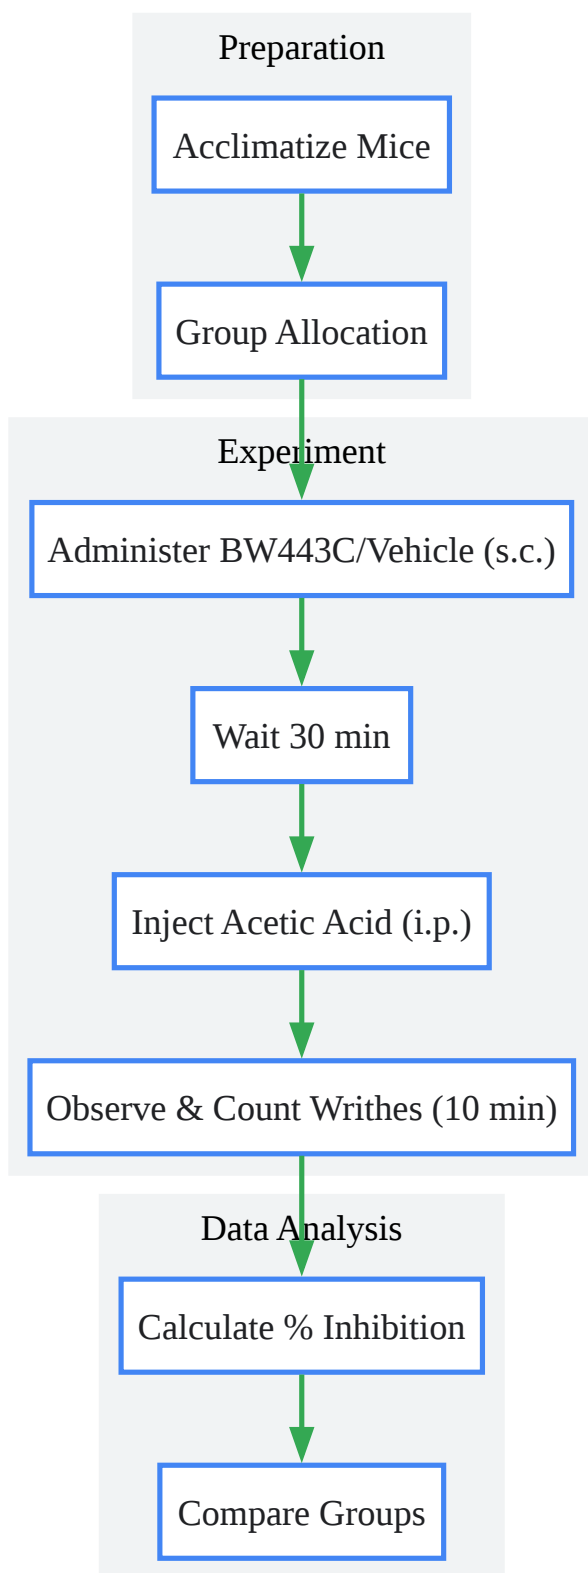 Preparation
Acclimatize Mice
Group Allocation
Experiment
Administer BW443C/Vehicle (s.c.)
Wait 30 min
Inject Acetic Acid (i.p.)
Observe & Count Writhes (10 min)
Data Analysis
Calculate % Inhibition
Compare Groups